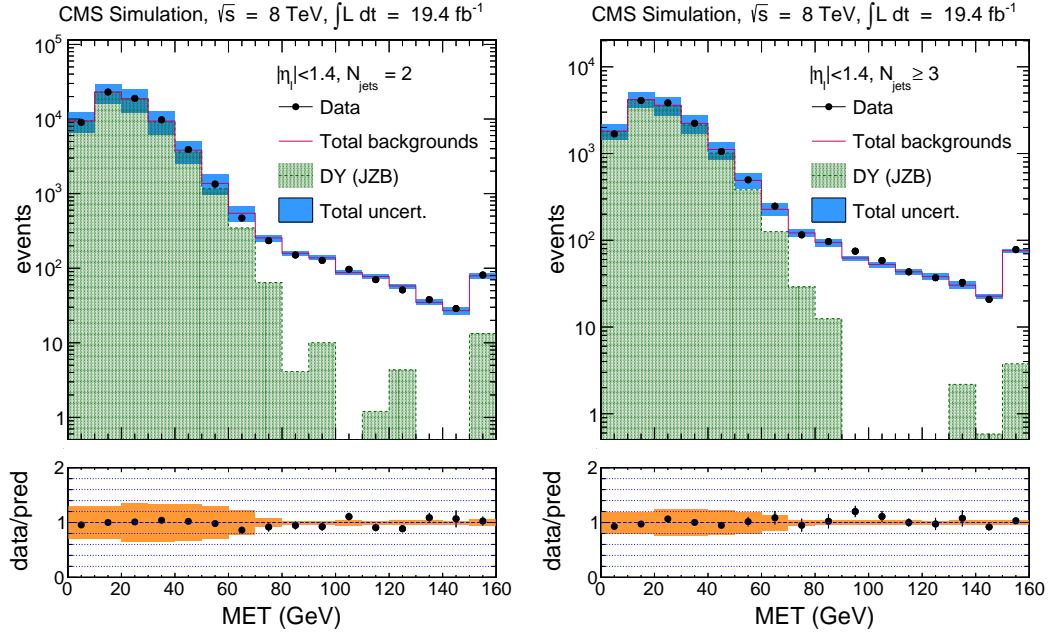 CMS Simulation, √s = 8 TeV, ∫L dt = 19.4 fb⁻¹
10⁵
10⁴
10³
10²
10
1
events
|η_l|<1.4, N_jets = 2
Data
Total backgrounds
DY (JZB)
Total uncert.
2
1
0
data/pred
0 20 40 60 80 100 120 140 160
MET (GeV)
CMS Simulation, √s = 8 TeV, ∫L dt = 19.4 fb⁻¹
10⁴
10³
10²
10
1
events
|η_l|<1.4, N_jets ≥ 3
Data
Total backgrounds
DY (JZB)
Total uncert.
2
1
0
data/pred
0 20 40 60 80 100 120 140 160
MET (GeV)